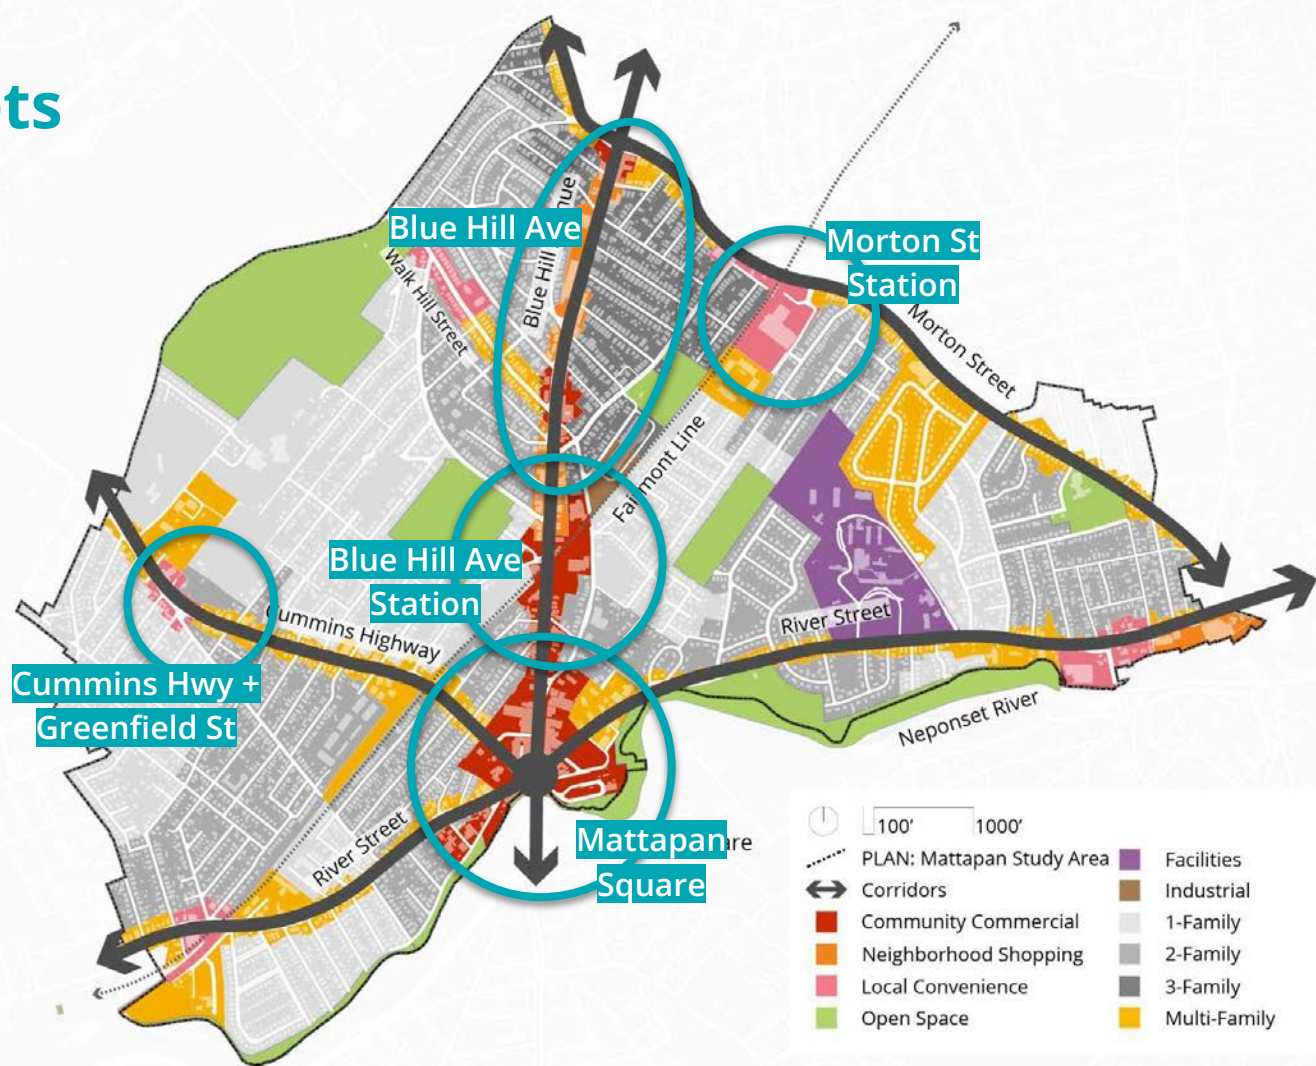 ts
Blue Hill Ave
Blue Hill
nue
Morton St
Station
Walk Hill Street
Morton Street
Fairmont Line
Blue Hill Ave
Station
River Street
Cummins Highway
Cummins Hwy +
Greenfield St
Neponset River
River Street
Mattapan
Square
are
100'
1000'
PLAN: Mattapan Study Area
Corridors
Community Commercial
Neighborhood Shopping
Local Convenience
Open Space
Facilities
Industrial
1-Family
2-Family
3-Family
Multi-Family